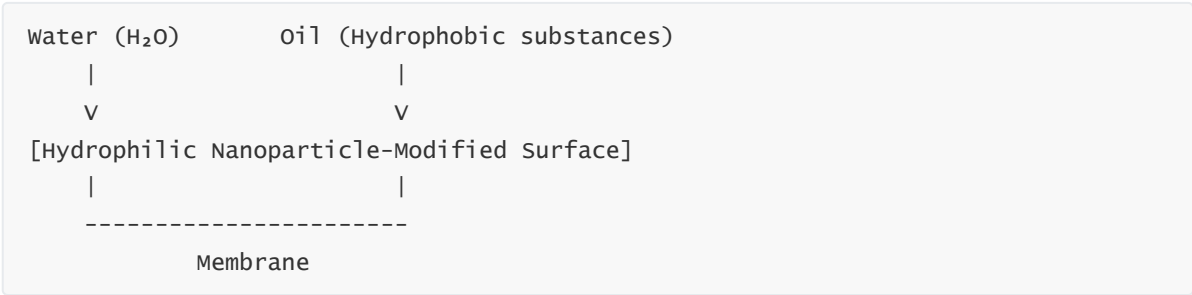 Water (H₂O)        Oil (Hydrophobic substances)
    |                      |
    V                      V
[Hydrophilic Nanoparticle-Modified Surface]
    |                      |
    -----------------------
            Membrane